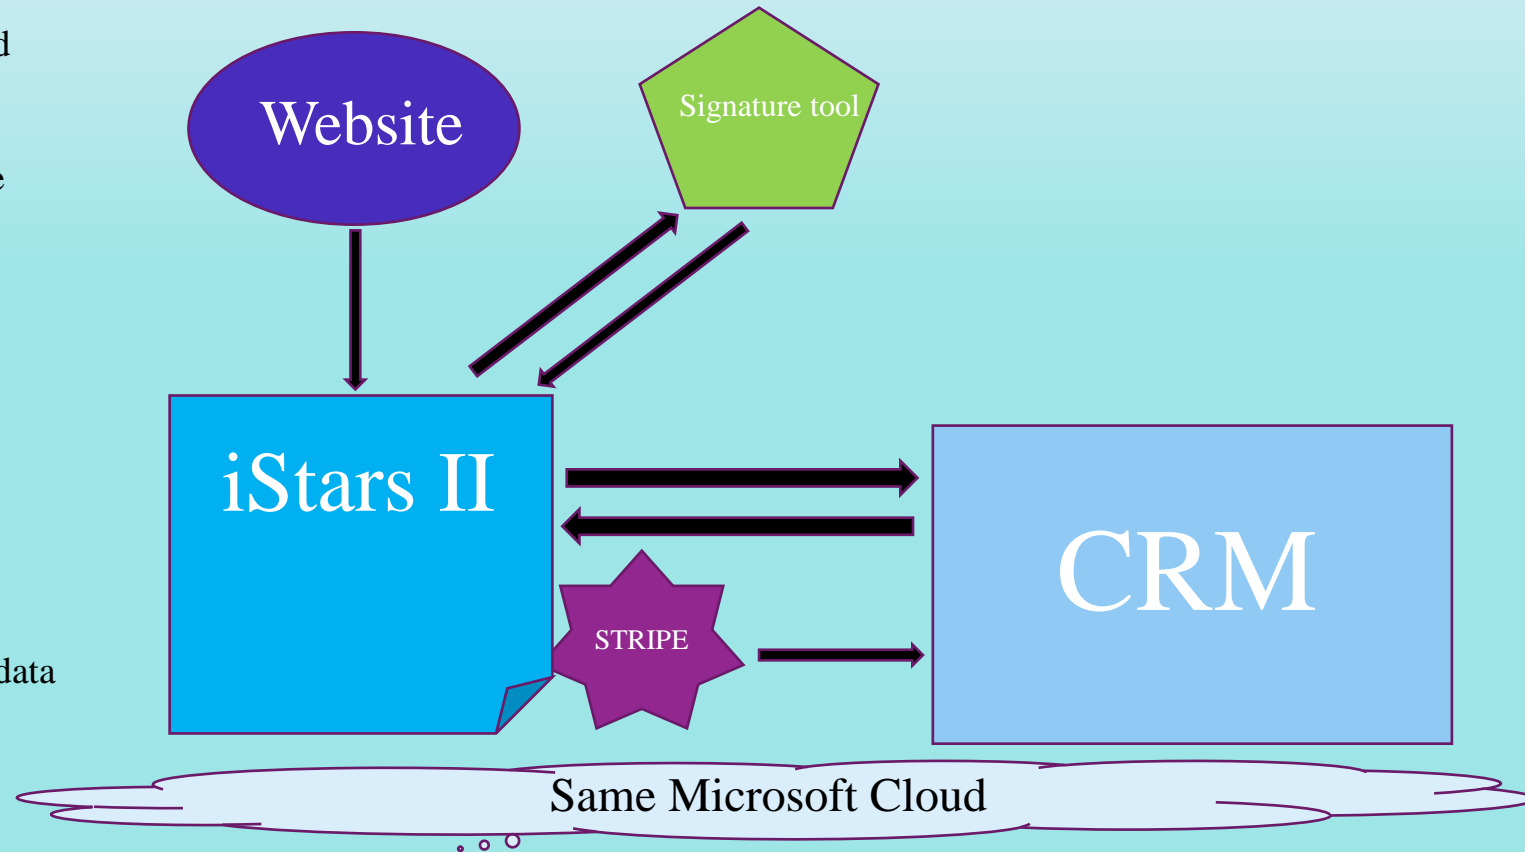 Website
Signature tool
iStars II
CRM
STRIPE
data
Same Microsoft Cloud